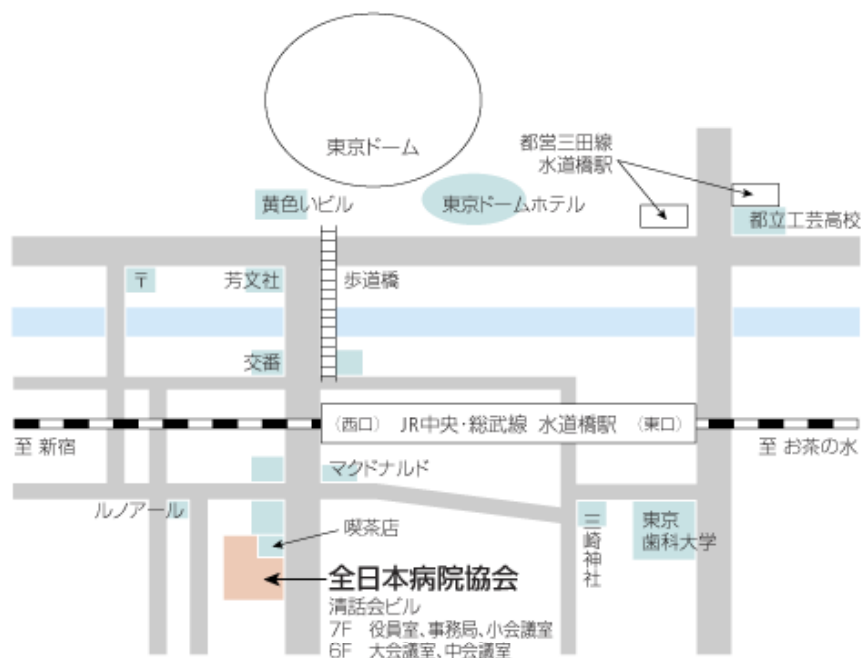 東京ドーム
都営三田線
水道橋駅
黄色いビル
東京ドームホテル
都立工芸高校
〒
芳文社
歩道橋
交番
(西口) JR中央・総武線 水道橋駅 (東口)
至 新宿
至 お茶の水
マクドナルド
ルノアール
喫茶店
三崎神社
東京
歯科大学
全日本病院協会
清話会ビル
7F 役員室、事務局、小会議室
6F 大会議室、中会議室